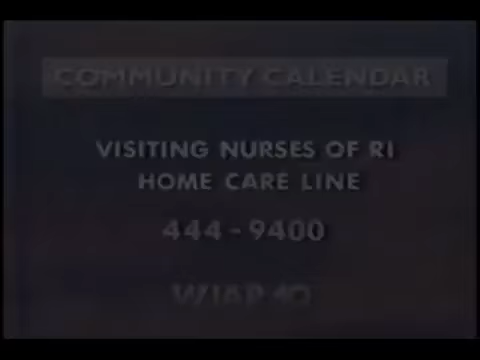 COMMUNITY CALENDAR
VISITING NURSES OF RI
HOME CARE LINE
444-9400